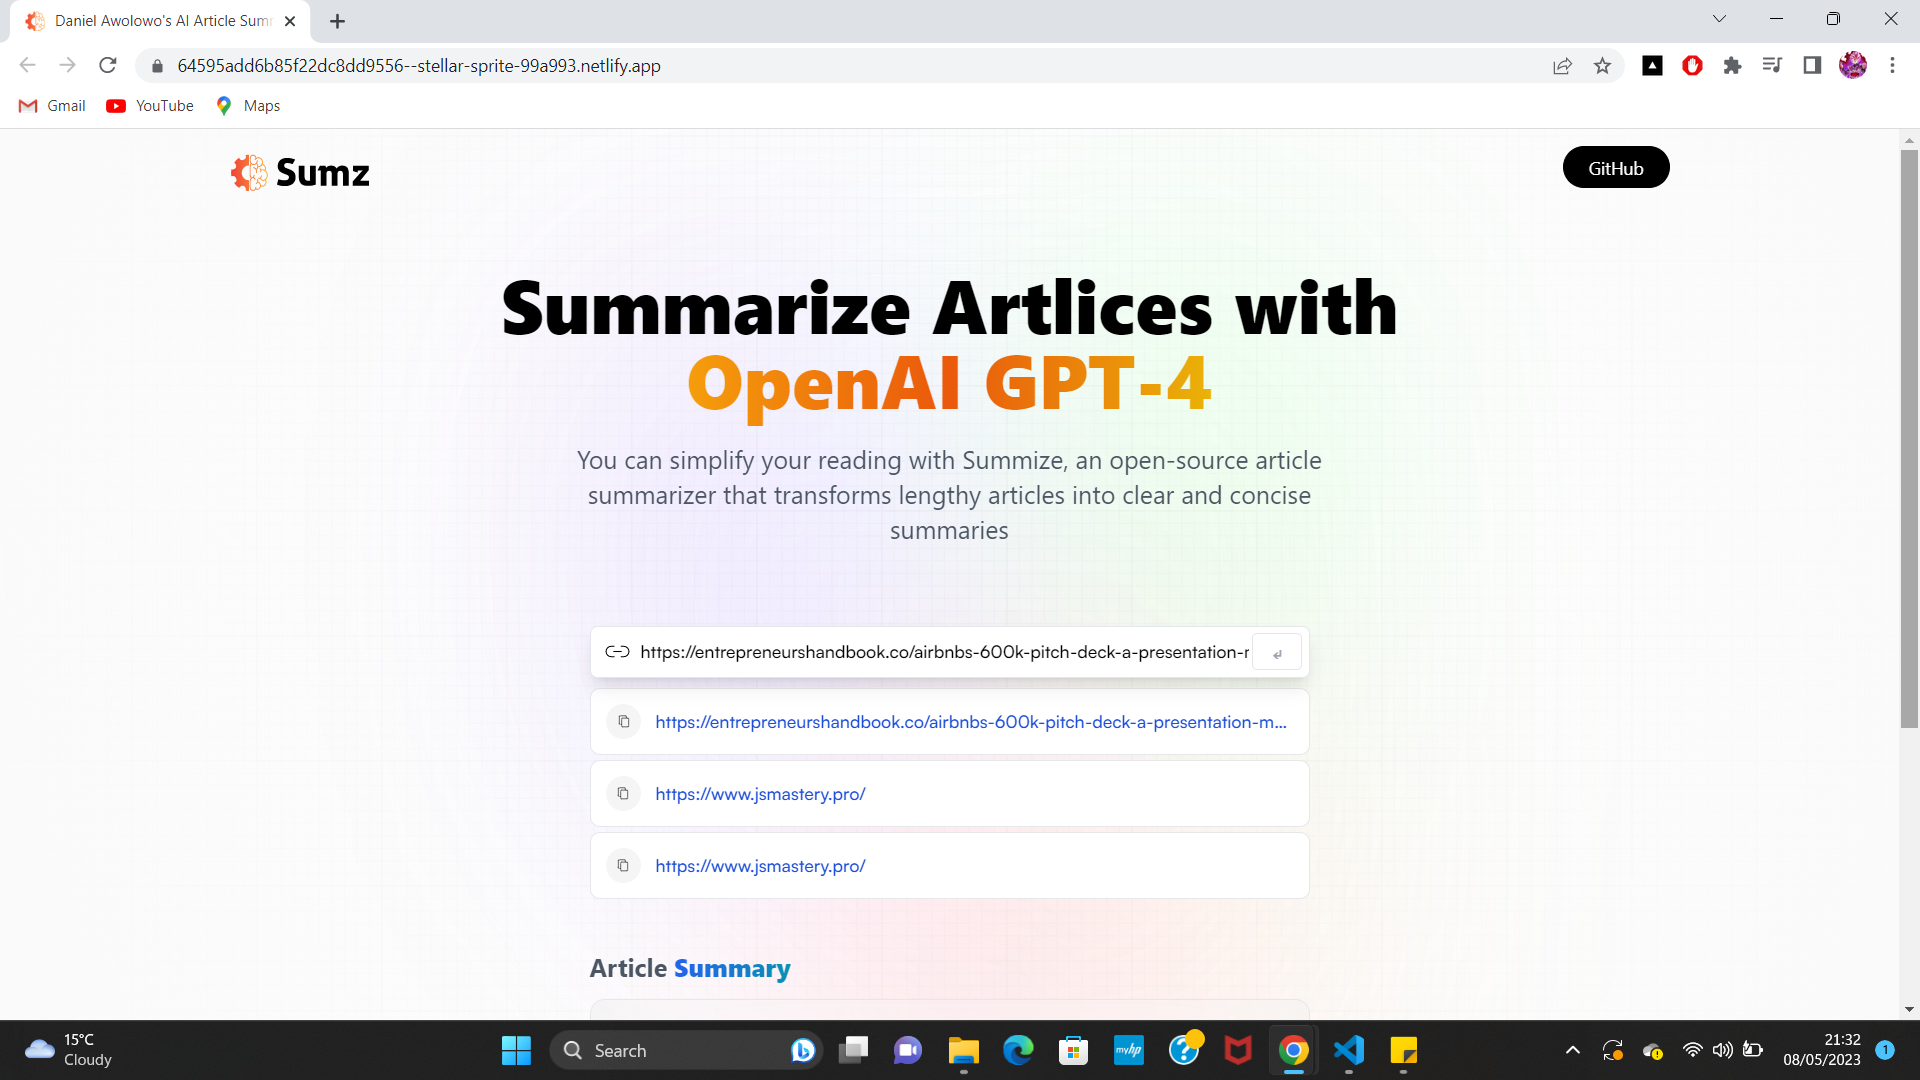 Daniel Awolowo's AI Article Sum
64595add6b85f22dc8dd9556--stellar-sprite-99a993.netlify.app
Gmail
YouTube
Maps
Sumz
GitHub
Summarize Artlices with
OpenAI GPT-4
You can simplify your reading with Summize, an open-source article
summarizer that transforms lengthy articles into clear and concise
summaries
https://entrepreneurshandbook.co/airbnbs-600k-pitch-deck-a-presentation-r
https://entrepreneurshandbook.co/airbnbs-600k-pitch-deck-a-presentation-m...
https://www.jsmastery.pro/
https://www.jsmastery.pro/
Article Summary
15°C
Cloudy
Search
myhp
21:32
08/05/2023
1